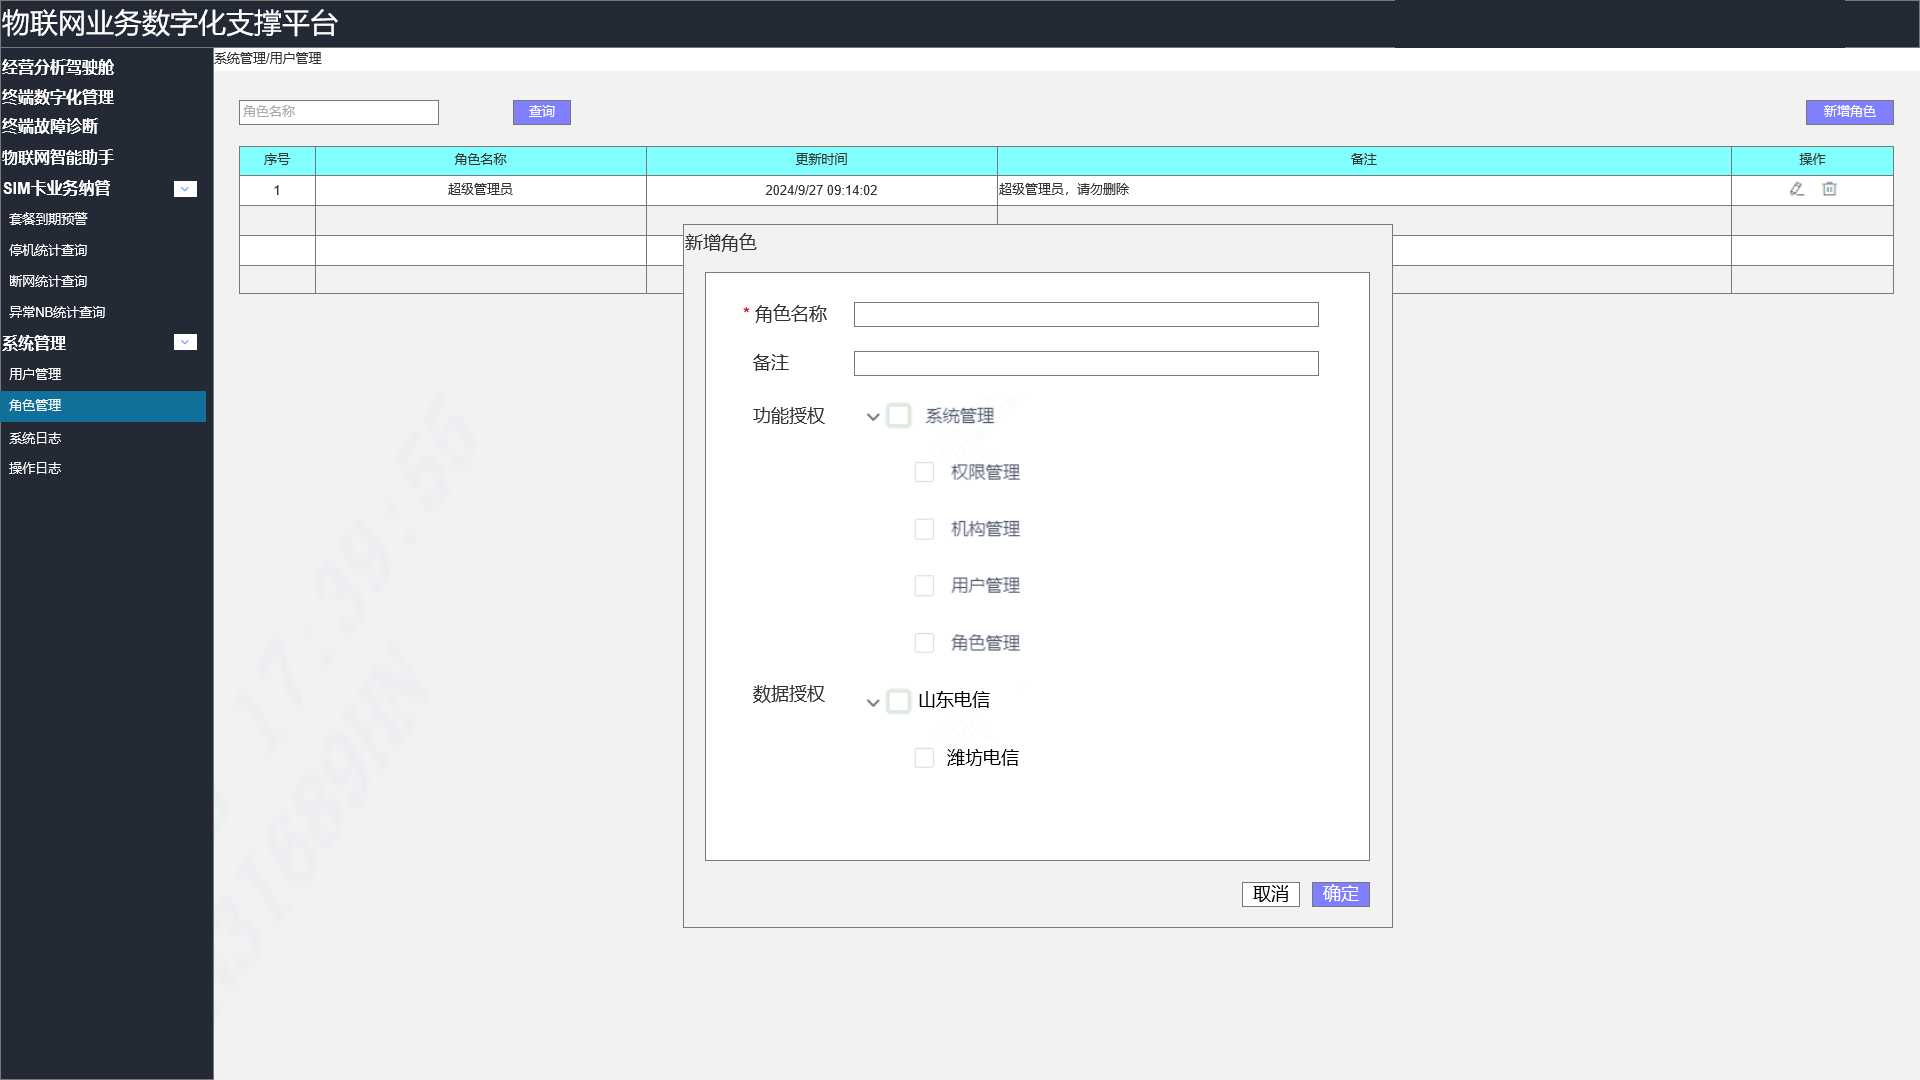 物联网业务数字化支撑平台
经营分析驾驶舱
终端数字化管理
终端故障诊断
物联网智能助手
SIM卡业务纳管
套餐到期预警
停机统计查询
断网统计查询
异常NB统计查询
系统管理
用户管理
角色管理
系统日志
操作日志
系统管理/用户管理
角色名称 查询 新增角色
序号 角色名称 更新时间 备注 操作
1 超级管理员 2024/9/27 09:14:02 超级管理员，请勿删除
新增角色
* 角色名称
备注
功能授权 系统管理
权限管理
机构管理
用户管理
角色管理
数据授权 山东电信
潍坊电信
取消 确定
17:39:55
31689HN